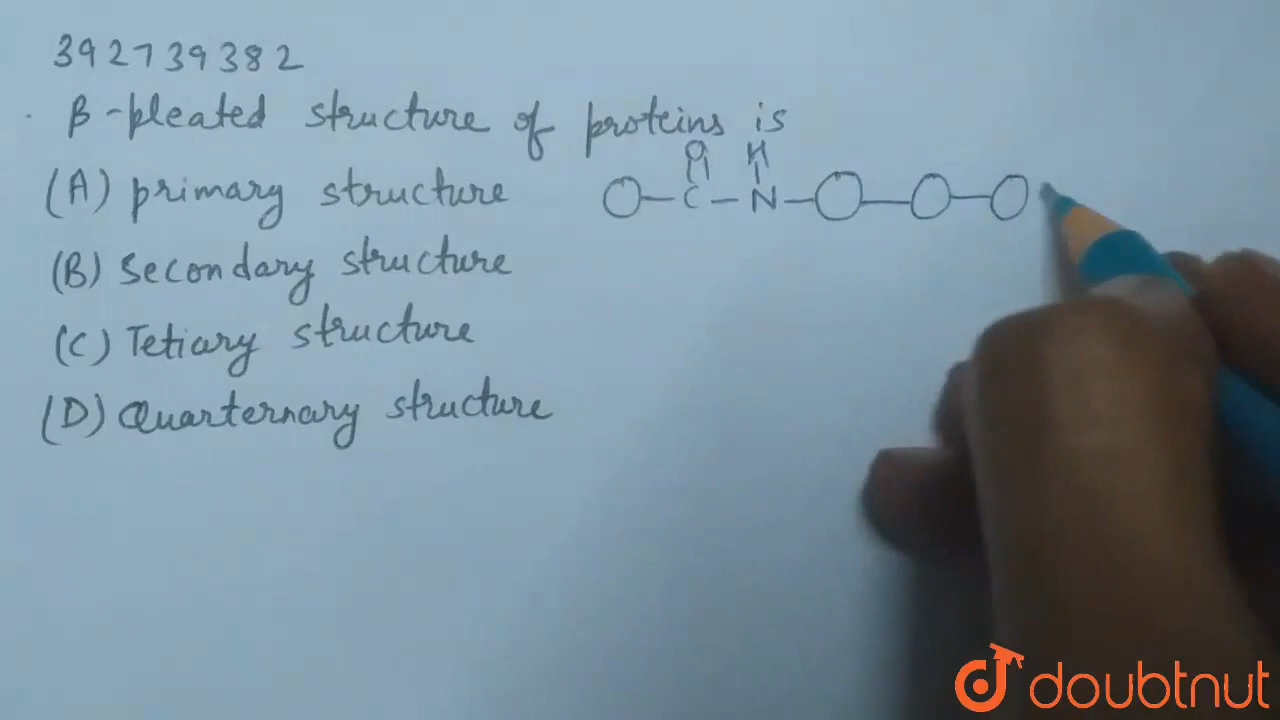 392739382
β-pleated structure of proteins is
(A) primary structure
(B) Secondary structure
(C) Tetiary structure
(D) Quarternary structure
O H
O-C-N-O-O-O
doubtnut